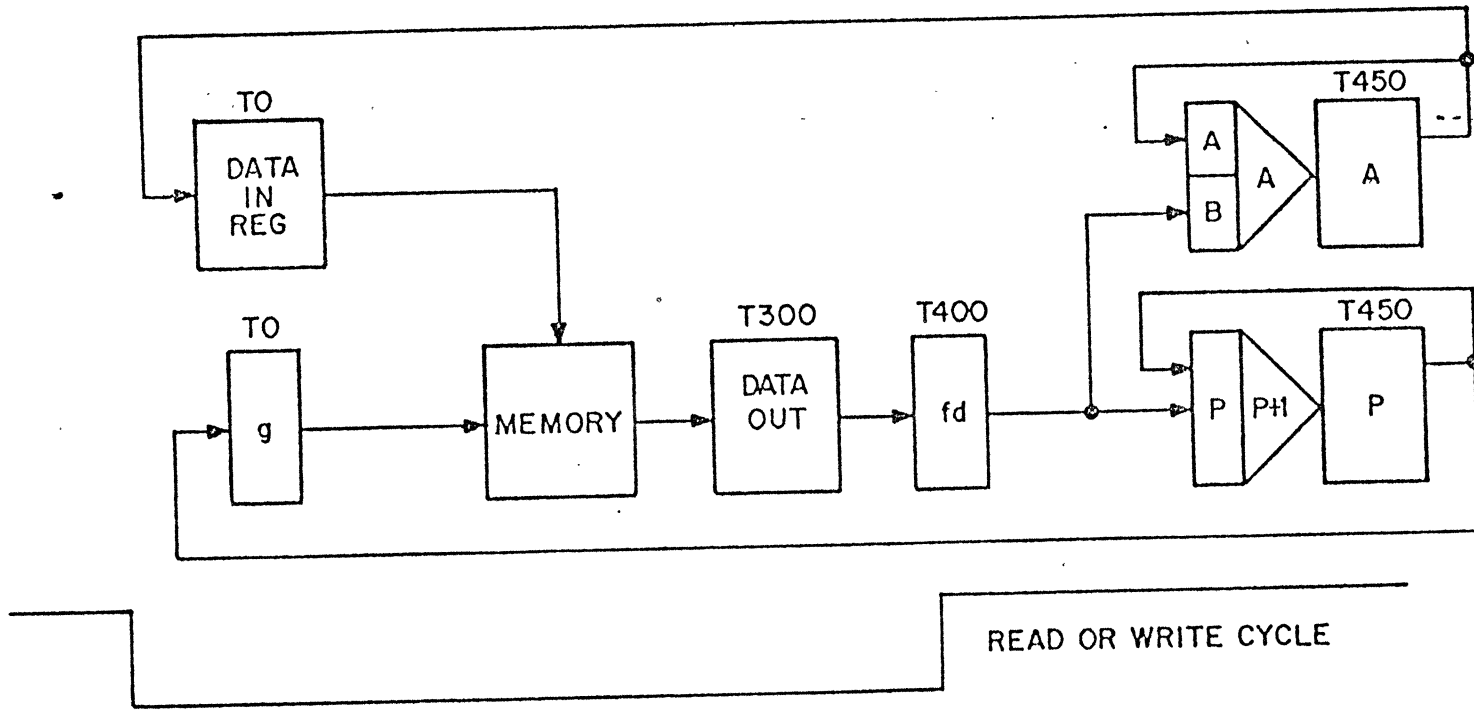 TO
DATA
IN
REG
TO
g
MEMORY
T300
DATA
OUT
T400
fd
T450
A
B
A
A
T450
P
P+1
P
READ OR WRITE CYCLE